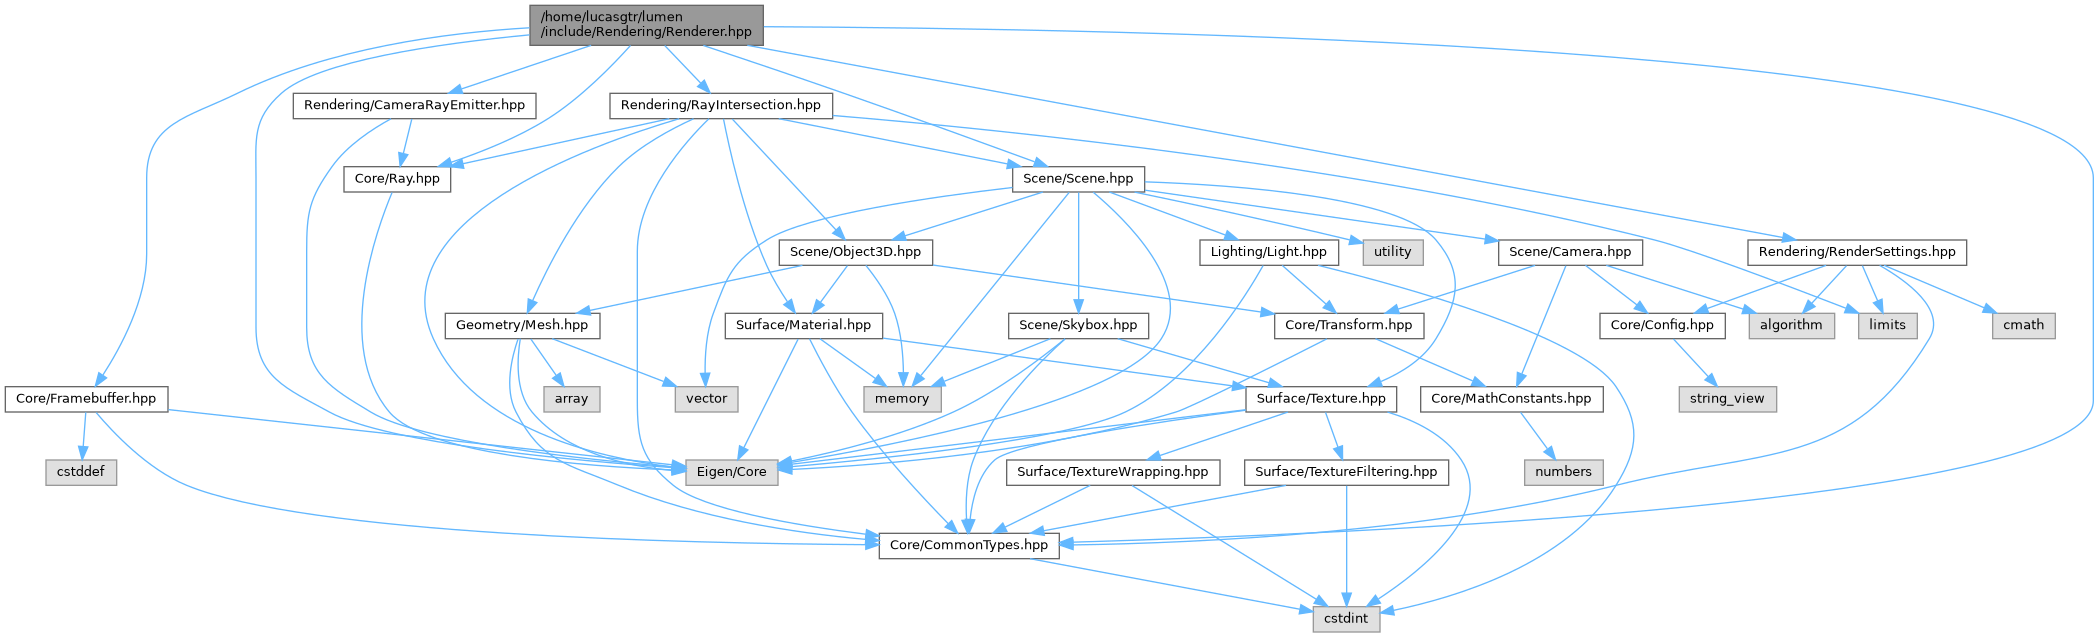 /home/lucasgtr/lumen
/include/Rendering/Renderer.hpp
Rendering/CameraRayEmitter.hpp
Rendering/RayIntersection.hpp
Core/Ray.hpp
Scene/Scene.hpp
Scene/Object3D.hpp
Lighting/Light.hpp
utility
Scene/Camera.hpp
Rendering/RenderSettings.hpp
Geometry/Mesh.hpp
Surface/Material.hpp
Scene/Skybox.hpp
Core/Transform.hpp
Core/Config.hpp
algorithm
limits
cmath
Core/Framebuffer.hpp
array
vector
memory
Surface/Texture.hpp
Core/MathConstants.hpp
string_view
cstddef
Eigen/Core
Surface/TextureWrapping.hpp
Surface/TextureFiltering.hpp
numbers
Core/CommonTypes.hpp
cstdint